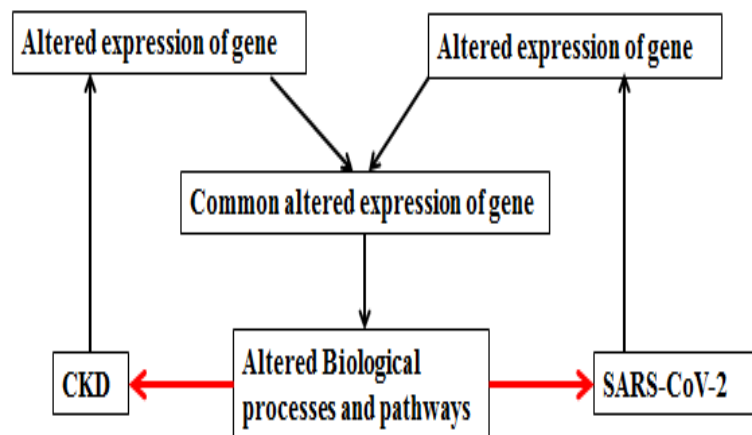 Altered expression of gene
Altered expression of gene
Common altered expression of gene
CKD
Altered Biological
processes and pathways
SARS-CoV-2